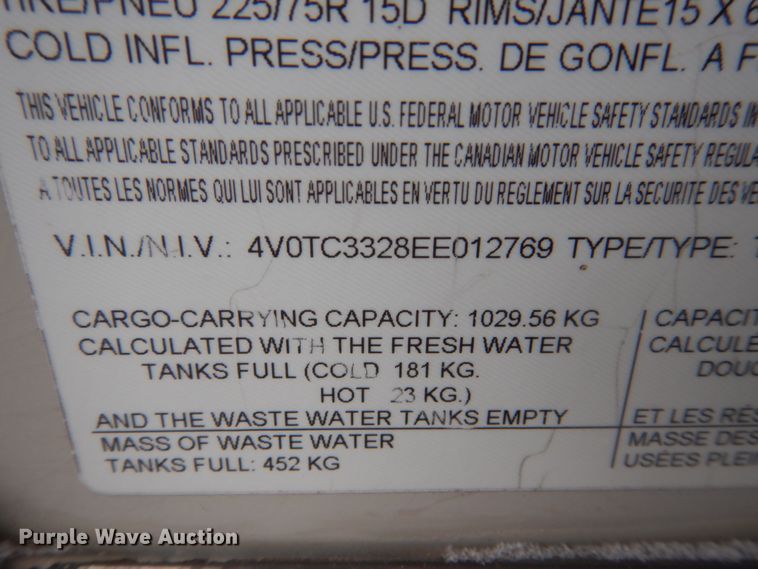 TIRE/PNEU 225/75R 15D RIMS/JANTE15 X 6
COLD INFL. PRESS/PRESS. DE GONFL. A F
THIS VEHICLE CONFORMS TO ALL APPLICABLE U.S. FEDERAL MOTOR VEHICLE SAFETY STANDARDS IN
TO ALL APPLICABLE STANDARDS PRESCRIBED UNDER THE CANADIAN MOTOR VEHICLE SAFETY REGULA
A TOUTES LES NORMES QUI LUI SONT APPLICABLES EN VERTU DU REGLEMENT SUR LA SECURITE DES VE
V.I.N./N.I.V.: 4V0TC3328EE012769 TYPE/TYPE:
CARGO-CARRYING CAPACITY: 1029.56 KG
CALCULATED WITH THE FRESH WATER
TANKS FULL (COLD 181 KG.
HOT 23 KG.)
AND THE WASTE WATER TANKS EMPTY
MASS OF WASTE WATER
TANKS FULL: 452 KG
CAPACIT
CALCULE
DOUC
ET LES RÉS
MASSE DES
USÉES PLEI
Purple Wave Auction